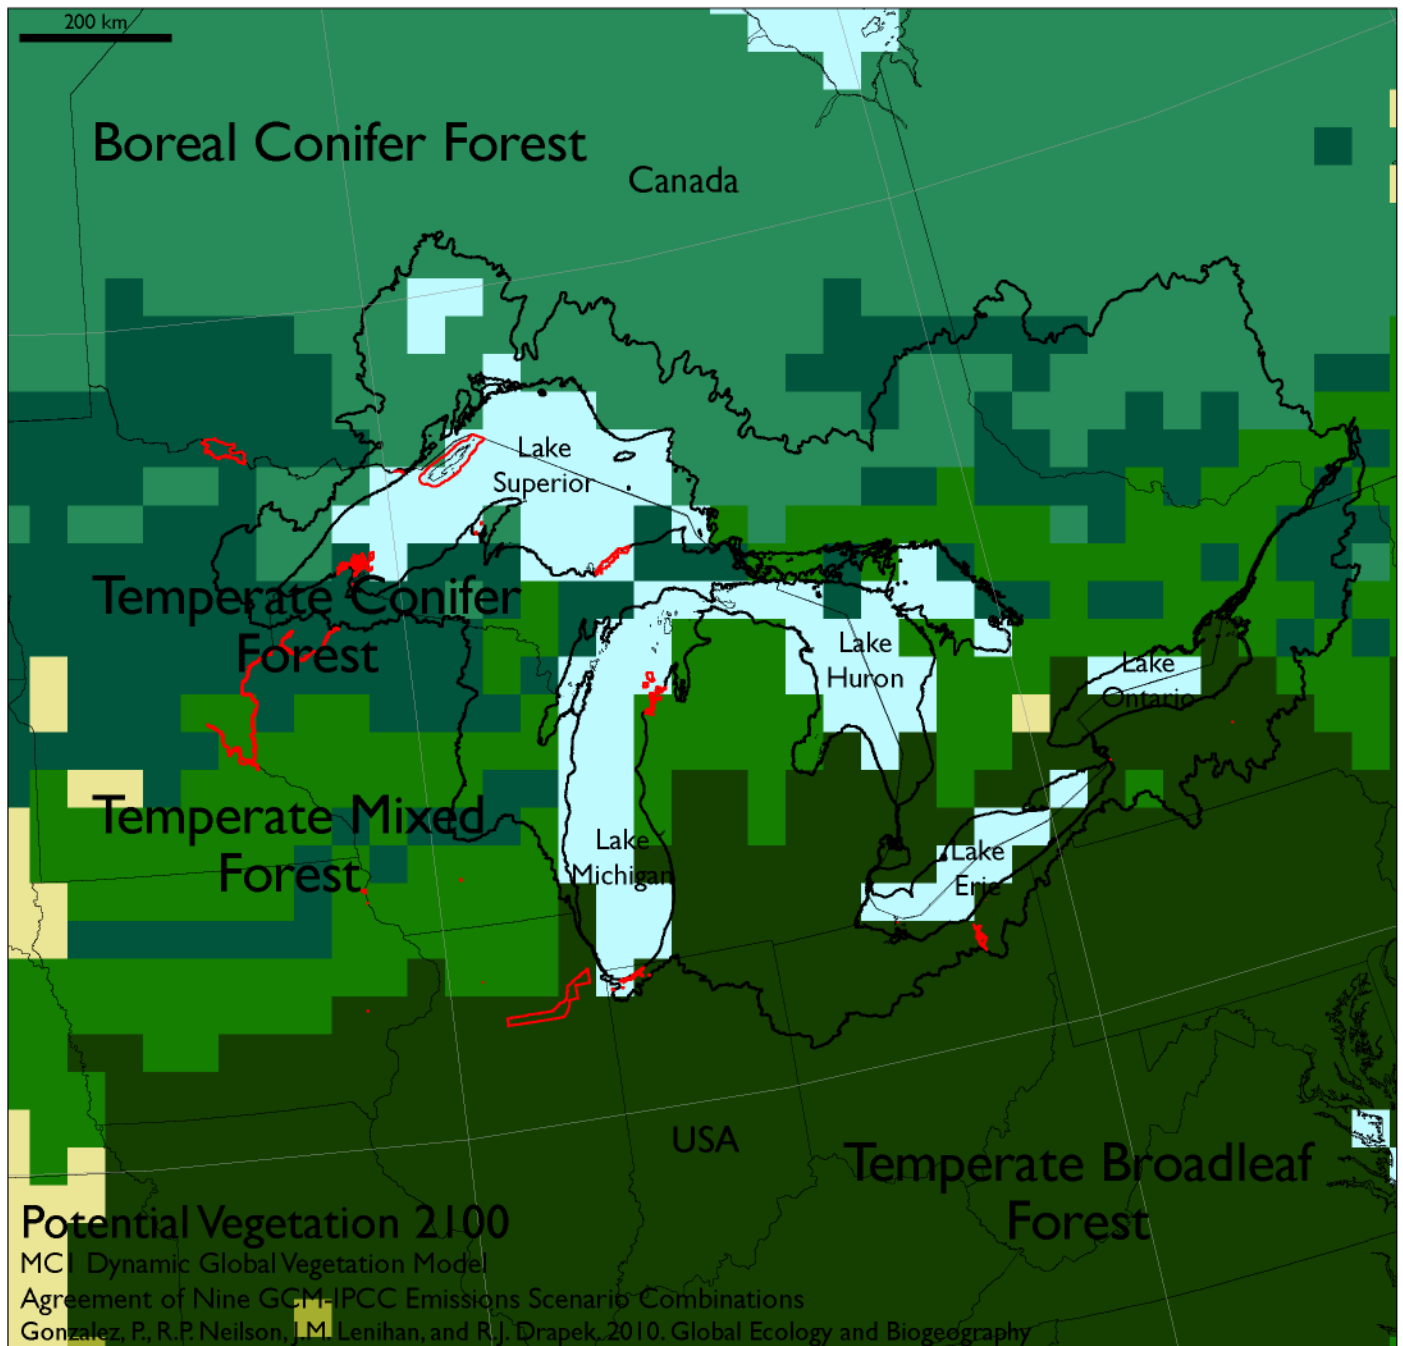 200 km
Boreal Conifer Forest
Canada
Lake
Superior
Temperate Conifer
Forest
Lake
Huron
Lake
Ontario
Temperate Mixed
Forest
Lake
Michigan
Lake
Erie
USA
Temperate Broadleaf
Forest
Potential Vegetation 2100
MC1 Dynamic Global Vegetation Model
Agreement of Nine GCM-IPCC Emissions Scenario Combinations
Gonzalez, P., R.P. Neilson, J.M. Lenihan, and R.J. Drapek. 2010. Global Ecology and Biogeography